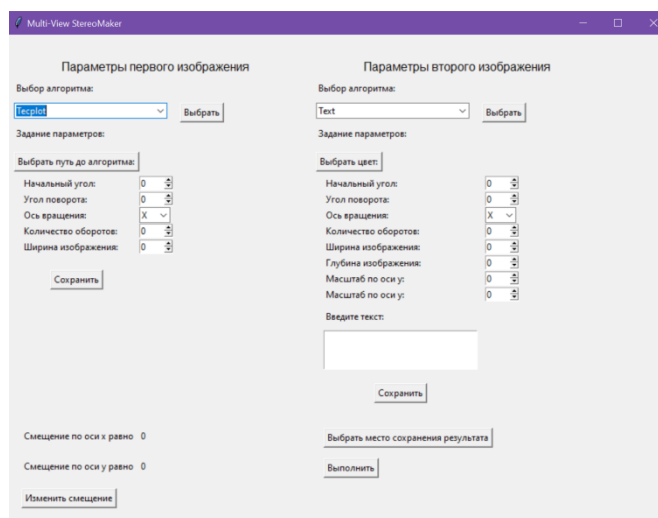 Multi-View StereoMaker
Параметры первого изображения
Выбор алгоритма:
Tecplot
Выбрать
Задание параметров:
Выбрать путь до алгоритма:
Начальный угол: 0
Угол поворота: 0
Ось вращения: X
Количество оборотов: 0
Ширина изображения: 0
Сохранить
Смещение по оси x равно 0
Смещение по оси y равно 0
Изменить смещение
Параметры второго изображения
Выбор алгоритма:
Text
Выбрать
Задание параметров:
Выбрать цвет:
Начальный угол: 0
Угол поворота: 0
Ось вращения: X
Количество оборотов: 0
Ширина изображения: 0
Глубина изображения: 0
Масштаб по оси y: 0
Масштаб по оси y: 0
Введите текст:
Сохранить
Выбрать место сохранения результата
Выполнить